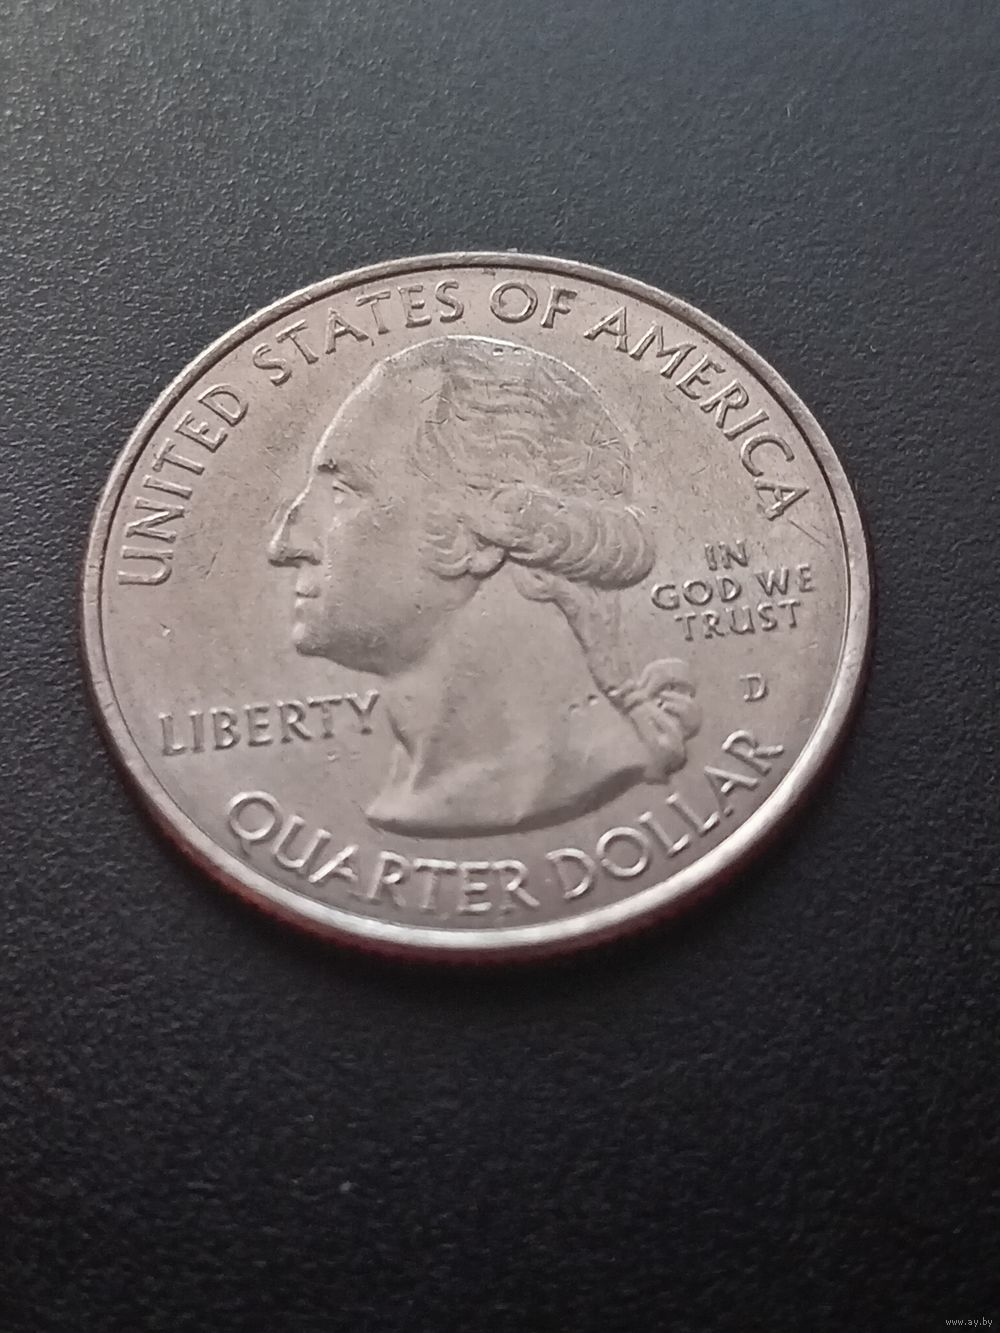 UNITED STATES OF AMERICA
IN
GOD WE
TRUST
D
LIBERTY
QUARTER DOLLAR
www.ay.by